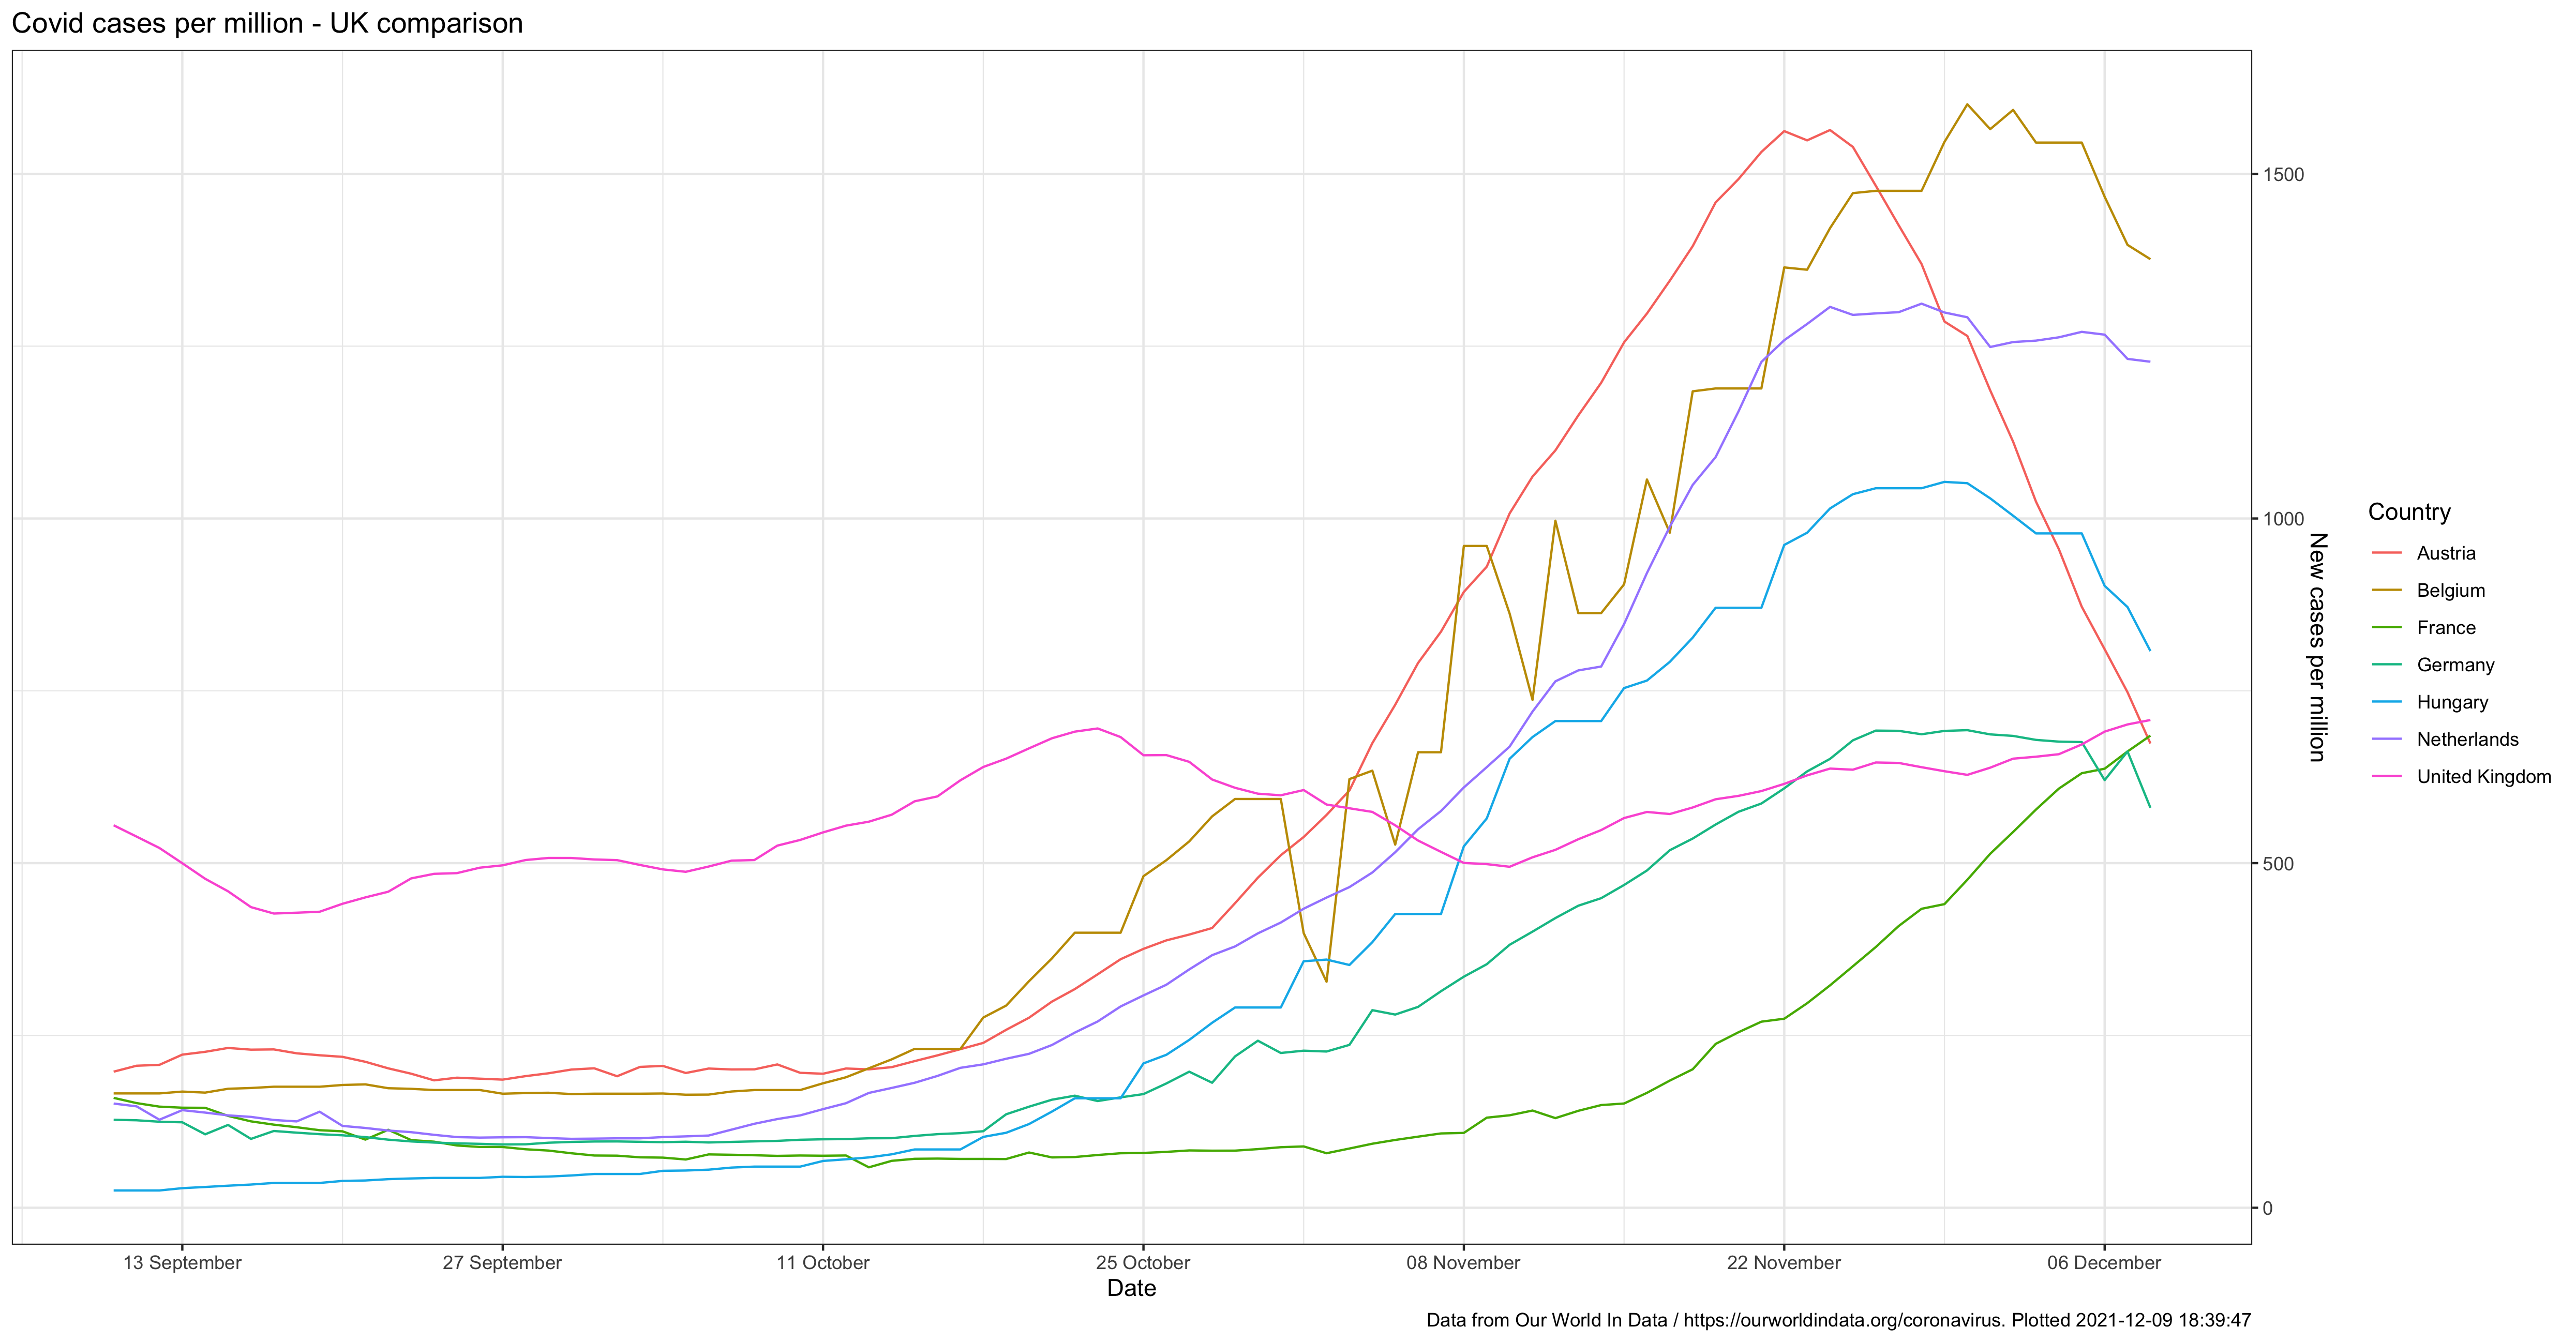 Covid cases per million - UK comparison
1500
1000
500
0
New cases per million
Country
Austria
Belgium
France
Germany
Hungary
Netherlands
United Kingdom
13 September
27 September
11 October
25 October
08 November
22 November
06 December
Date
Data from Our World In Data / https://ourworldindata.org/coronavirus. Plotted 2021-12-09 18:39:47